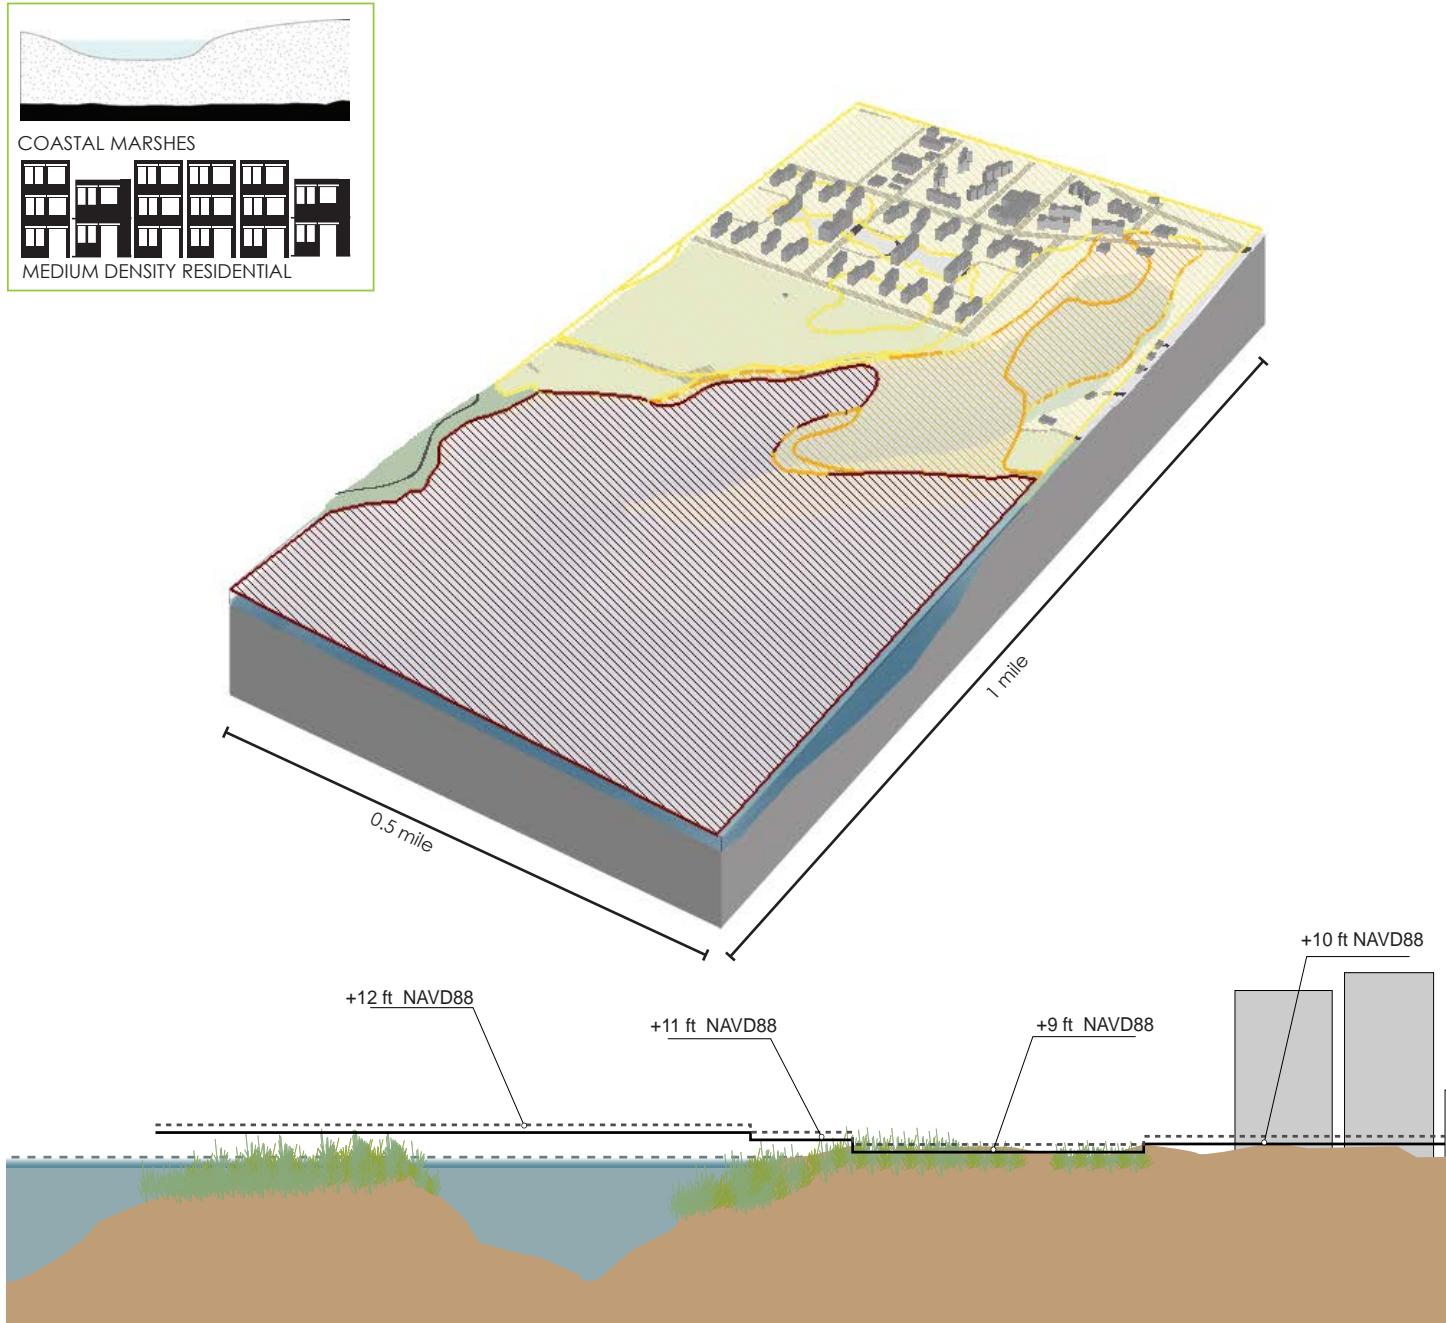 COASTAL MARSHES
MEDIUM DENSITY RESIDENTIAL
1 mile
0.5 mile
+10 ft NAVD88
+12 ft NAVD88
+11 ft NAVD88
+9 ft NAVD88